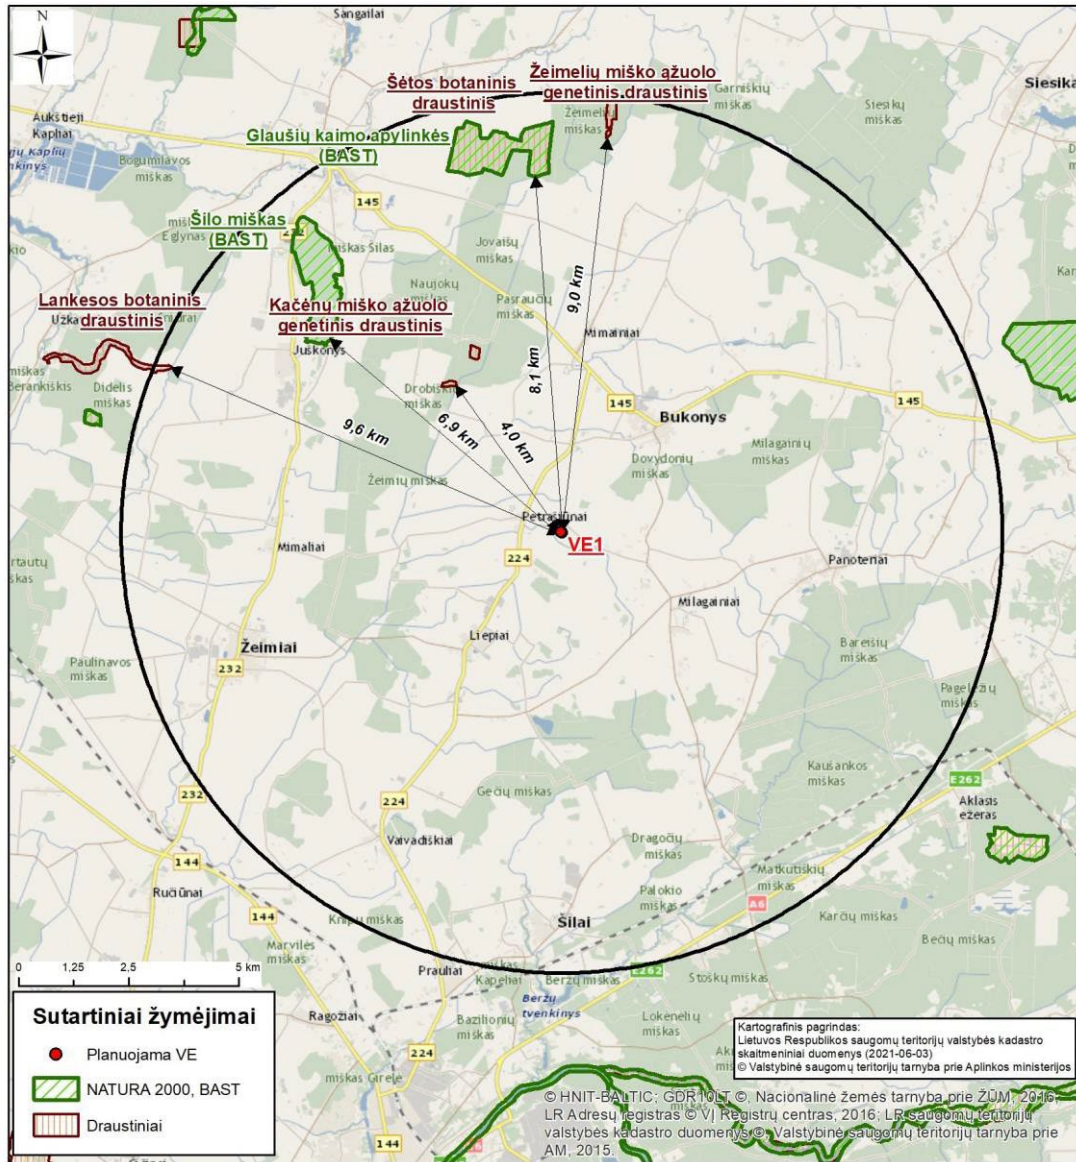 N
Sangailai
Žeimelių miško ąžuolo
genetinis draustinis
Šėtos botaninis
draustinis
Garniškių
miškas
Siesikų
miškas
Žeimelių
miškas
Aukštieji
Kapliai
Glaušių kaimo apylinkės
(BAST)
Bogumilavos
miškas
145
Šilo miškas
(BAST)
Eglynas
miškas Šilas
Jovaišų
miškas
Naujokų
miškas
Pasraučių
miškas
Lankesos botaninis
draustinis
Kačėnų miško ąžuolo
genetinis draustinis
Mimainiai
9,0 km
8,1 km
Juškonys
Didelis
miškas
Drobiškių
miškas
145
145
Bukonys
9,6 km
6,9 km
4,0 km
Milagainių
miškas
Dovydonių
miškas
Žeimių miškas
Petrašiūnai
VE1
Mimaliai
224
Panoteriai
Milagainiai
Liepiai
Žeimiai
Bareišių
miškas
Paulinavos
miškas
232
Pageležių
miškas
Kaušankos
miškas
E262
232
224
Gečių miškas
Aklasis
ežeras
Vaivadiškiai
Dragočių
miškas
144
Matkutiškių
miškas
Ručiūnai
Palokio
miškas
A6
Karčių miškas
144
Šilai
Knipų miškas
Bečių miškas
Marvilės
miškas
0 1,25 2,5 5 km
Prauliai
Kapeliai
Beržų miškas
E262
Stoškų miškas
Beržų
tvenkinys
Sutartiniai žymėjimai
Planuojama VE
NATURA 2000, BAST
Draustiniai
Ragožiai
Bazilionių
miškas
Lokenelių
miškas
224
miškas Girelė
144
Kartografinis pagrindas:
Lietuvos Respublikos saugomų teritorijų valstybės kadastro
skaitmeniniai duomenys (2021-06-03)
© Valstybinė saugomų teritorijų tarnyba prie Aplinkos ministerijos
© HNIT-BALTIC; GDR10LT ©, Nacionalinė žemės tarnyba prie ŽŪM, 2016;
LR Adresų registras © VĮ Registrų centras, 2016; LR saugomų teritorijų
valstybės kadastro duomenys ©, Valstybinė saugomų teritorijų tarnyba prie
AM, 2015.